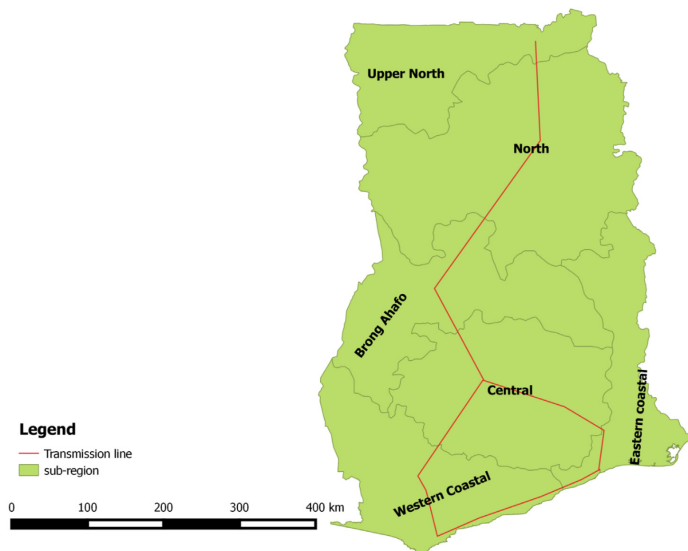 Upper North
North
Brong Ahafo
Central
Eastern coastal
Western Coastal
Legend
Transmission line
sub-region
0 100 200 300 400 km